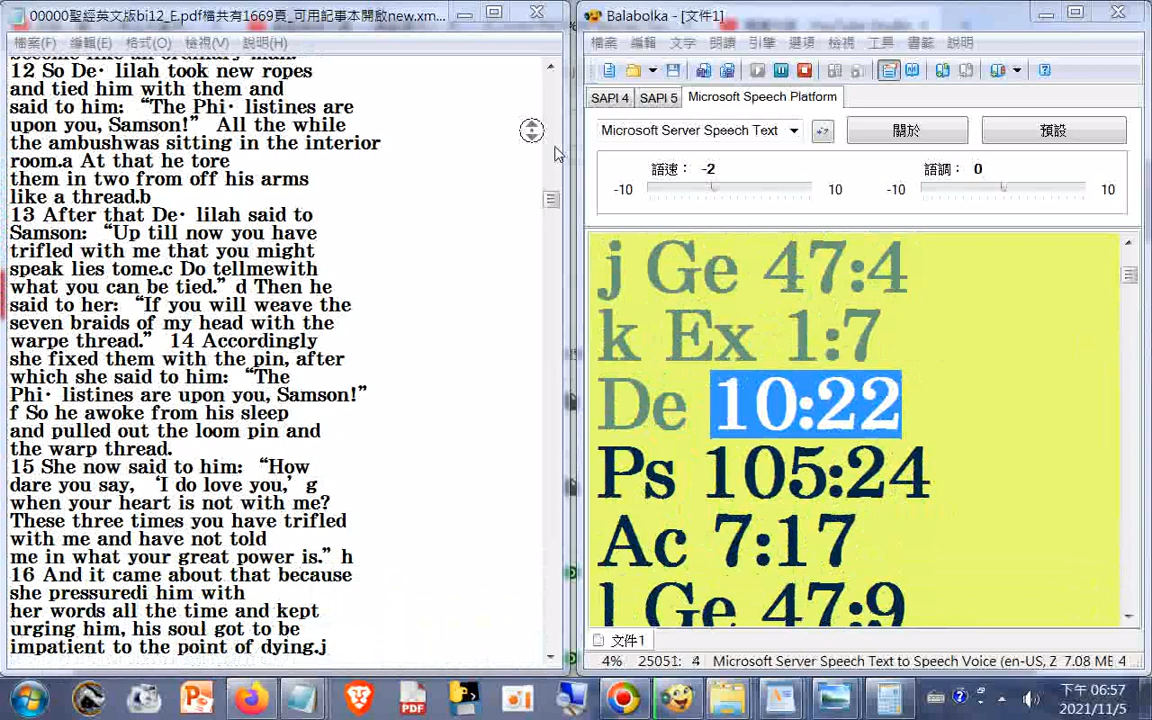 00000聖經英文版bi12_E.pdf檔共有1669頁_可用記事本開啟new.xm...
檔案(F) 編輯(E) 格式(O) 檢視(V) 說明(H)
become like an ordinary man.”
12 So De·lilah took new ropes
and tied him with them and
said to him: “The Phi·listines are
upon you, Samson!” All the while
the ambushwas sitting in the interior
room.a At that he tore
them in two from off his arms
like a thread.b
13 After that De·lilah said to
Samson: “Up till now you have
trifled with me that you might
speak lies tome.c Do tellmewith
what you can be tied.” d Then he
said to her: “If you will weave the
seven braids of my head with the
warpe thread.” 14 Accordingly
she fixed them with the pin, after
which she said to him: “The
Phi·listines are upon you, Samson!”
f So he awoke from his sleep
and pulled out the loom pin and
the warp thread.
15 She now said to him: “How
dare you say, ‘I do love you,’ g
when your heart is not with me?
These three times you have trifled
with me and have not told
me in what your great power is.” h
16 And it came about that because
she pressuredi him with
her words all the time and kept
urging him, his soul got to be
impatient to the point of dying.j
Balabolka - [文件1]
檔案 編輯 文字 朗讀 引擎 選項 檢視 工具 書籤 說明
SAPI 4 SAPI 5 Microsoft Speech Platform
Microsoft Server Speech Text 關於 預設
語速： -2 語調： 0
-10 10 -10 10
j Ge 47:4
k Ex 1:7
De 10:22
Ps 105:24
Ac 7:17
l Ge 47:9
文件1
4% 25051: 4 Microsoft Server Speech Text to Speech Voice (en-US, Z 7.08 MB 4
PDF
下午 06:57
2021/11/5